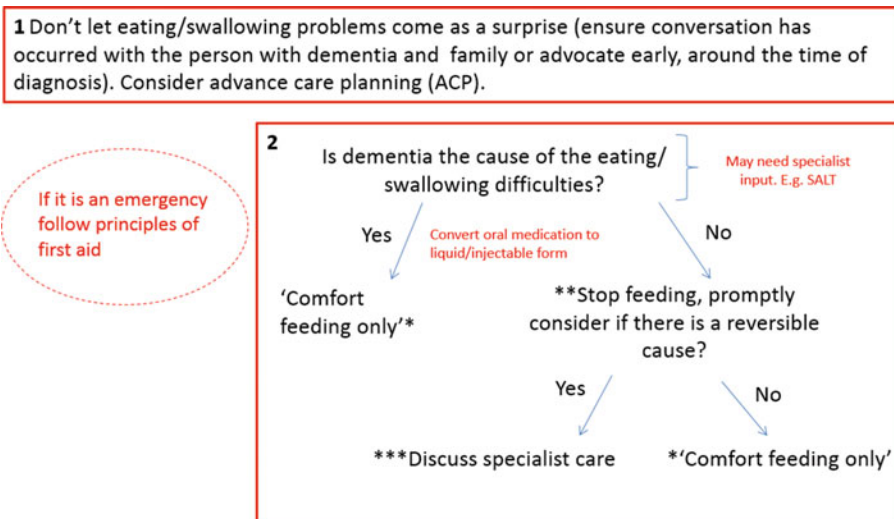 1 Don't let eating/swallowing problems come as a surprise (ensure conversation has
occurred with the person with dementia and family or advocate early, around the time of
diagnosis). Consider advance care planning (ACP).
If it is an emergency
follow principles of
first aid
2
Is dementia the cause of the eating/
swallowing difficulties?
May need specialist
input. E.g. SALT
Yes
Convert oral medication to
liquid/injectable form
No
'Comfort
feeding only'*
**Stop feeding, promptly
consider if there is a reversible
cause?
Yes
No
***Discuss specialist care
*'Comfort feeding only'